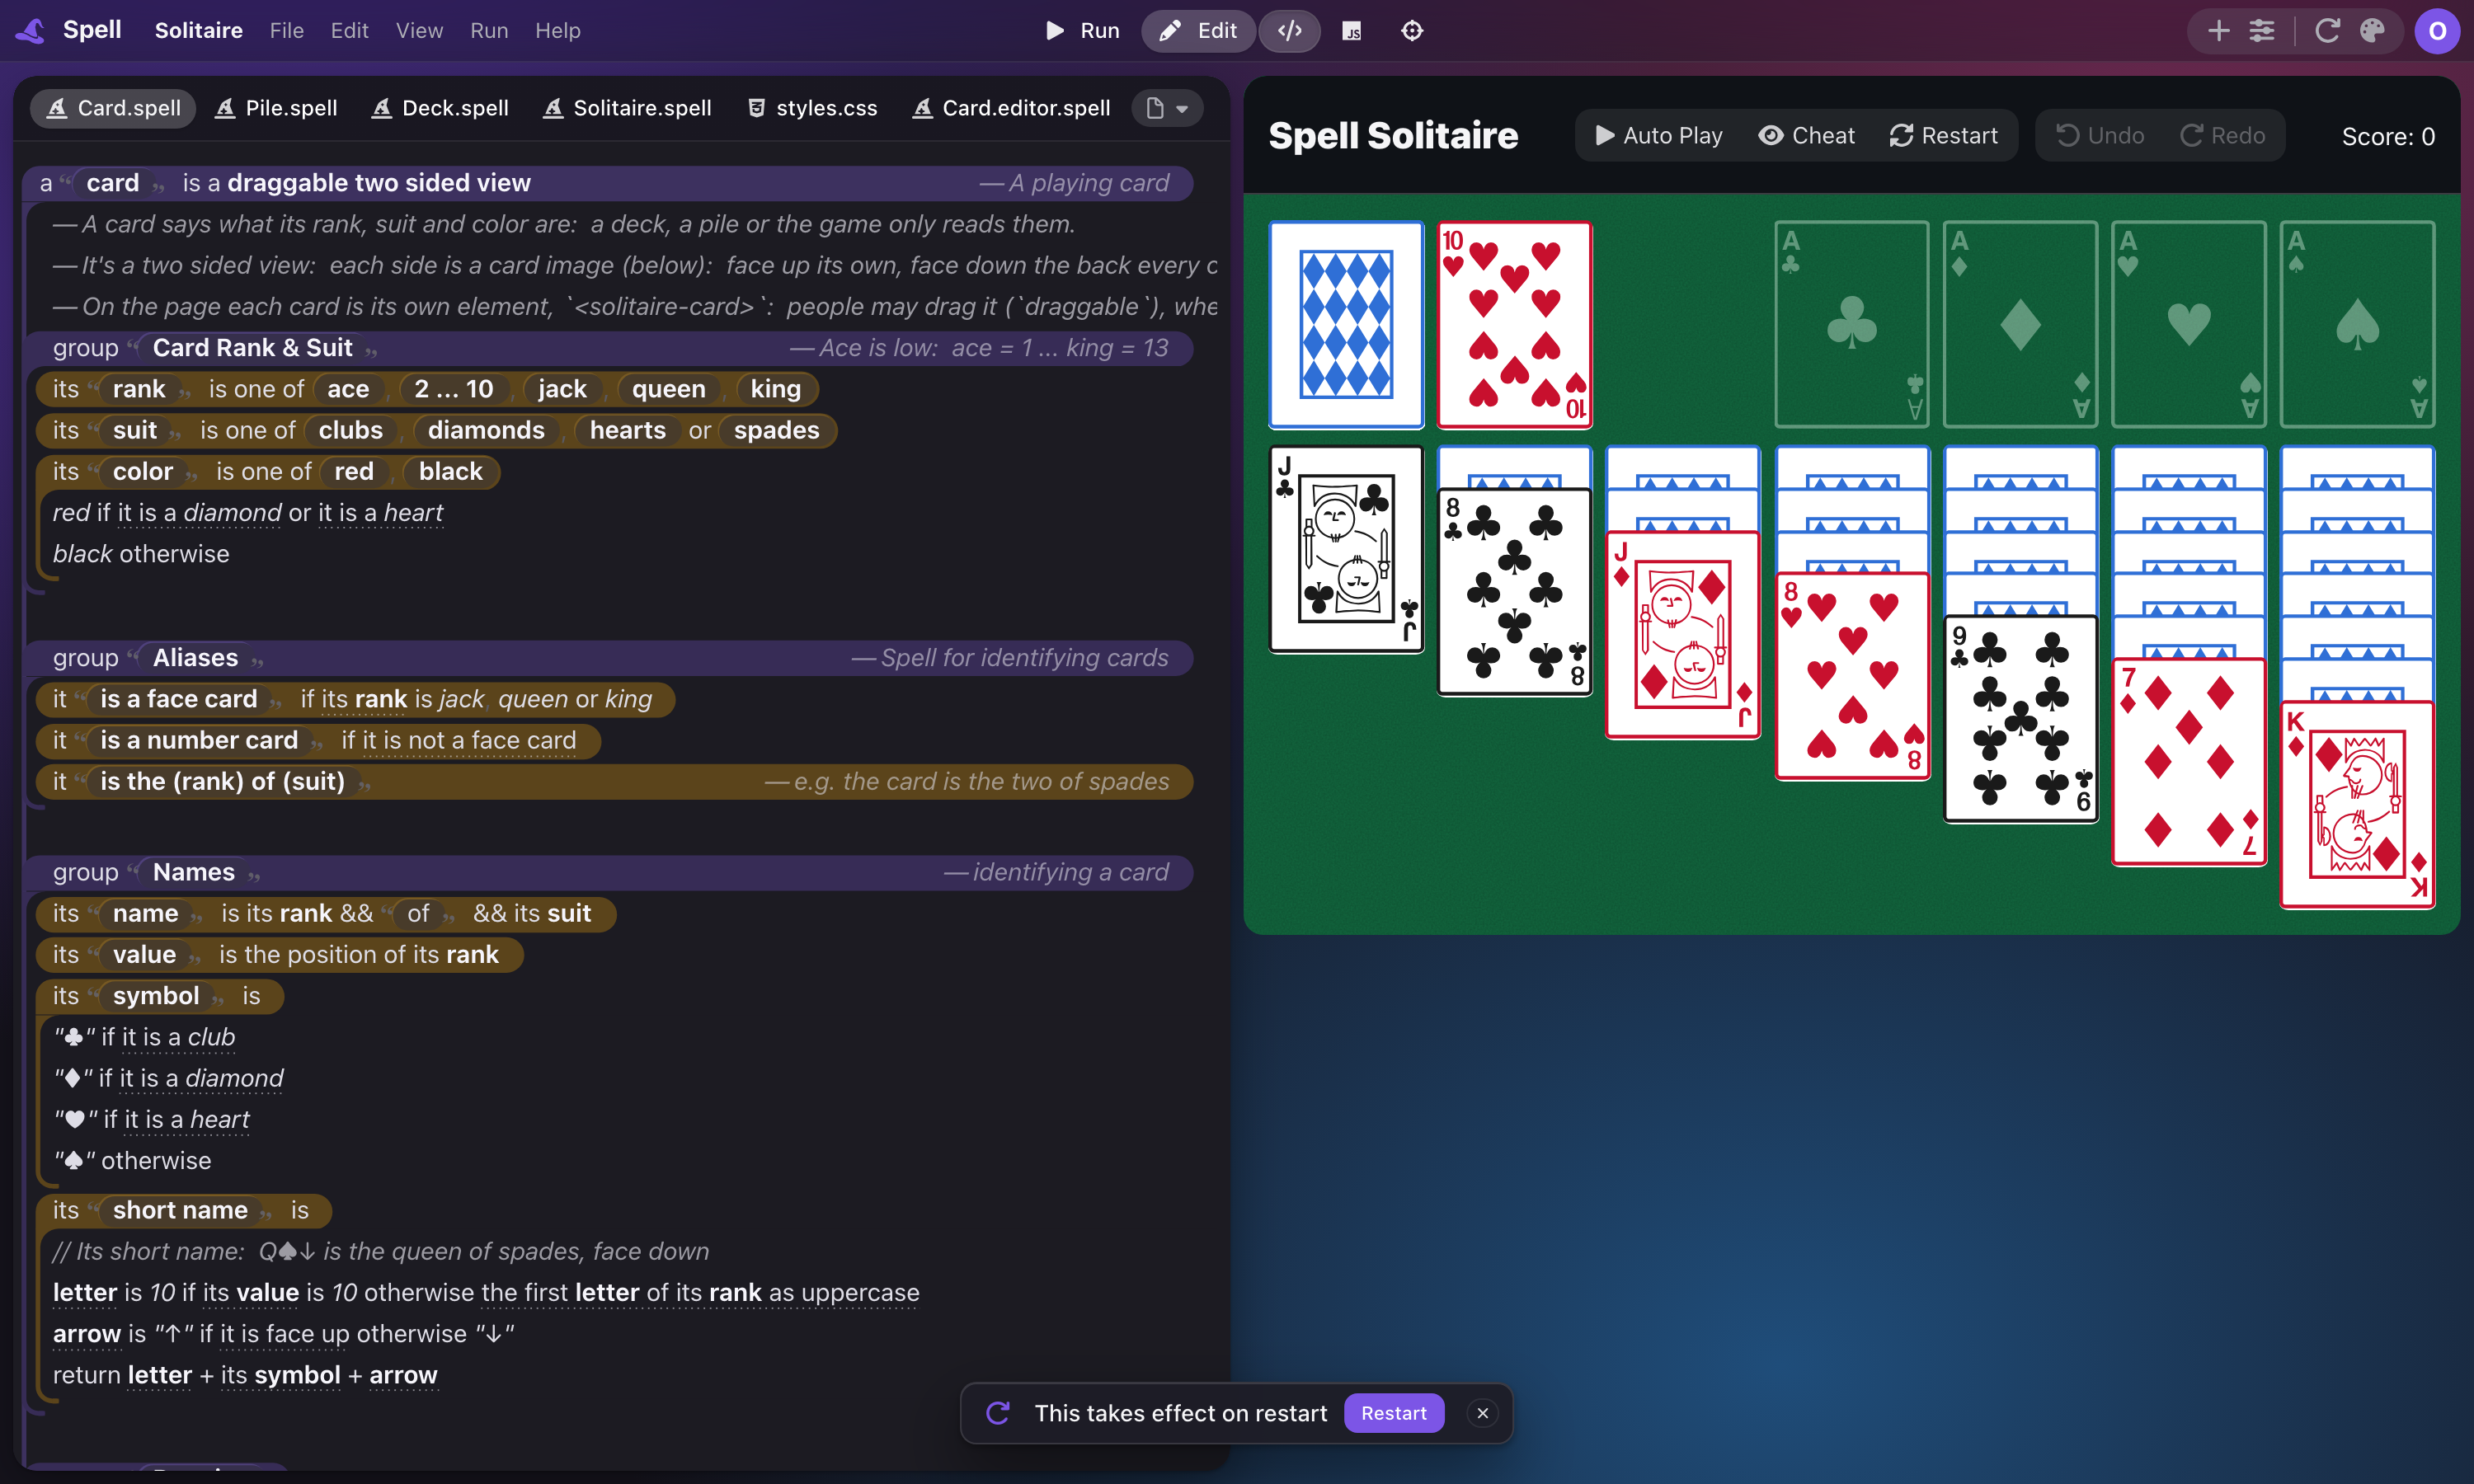 Spell Solitaire File Edit View Run Help Run Edit </> JS O
Card.spell Pile.spell Deck.spell Solitaire.spell styles.css Card.editor.spell
a “ card ” is a draggable two sided view — A playing card
— A card says what its rank, suit and color are: a deck, a pile or the game only reads them.
— It's a two sided view: each side is a card image (below): face up its own, face down the back every c
— On the page each card is its own element, `<solitaire-card>`: people may drag it (`draggable`), whe
group “ Card Rank & Suit ” — Ace is low: ace = 1 ... king = 13
its “ rank ” is one of ace , 2 ... 10 , jack , queen , king
its “ suit ” is one of clubs , diamonds , hearts or spades
its “ color ” is one of red , black
red if it is a diamond or it is a heart
black otherwise
group “ Aliases ” — Spell for identifying cards
it “ is a face card ” if its rank is jack, queen or king
it “ is a number card ” if it is not a face card
it “ is the (rank) of (suit) ” — e.g. the card is the two of spades
group “ Names ” — identifying a card
its “ name ” is its rank && “ of ” && its suit
its “ value ” is the position of its rank
its “ symbol ” is
"♣" if it is a club
"♦" if it is a diamond
"♥" if it is a heart
"♠" otherwise
its “ short name ” is
// Its short name: Q♠↓ is the queen of spades, face down
letter is 10 if its value is 10 otherwise the first letter of its rank as uppercase
arrow is "↑" if it is face up otherwise "↓"
return letter + its symbol + arrow
Spell Solitaire Auto Play Cheat Restart Undo Redo Score: 0
10 10
A A A A
A A A A
J J
8 8
J J
8 8
9 9
7 7
K K
This takes effect on restart Restart